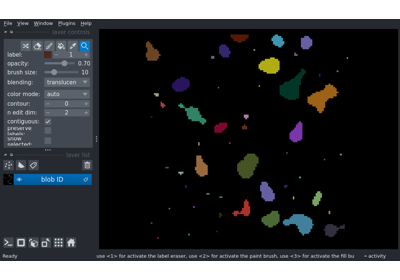 File View Window Plugins Help
layer controls
label: 1
opacity: 0.70
brush size: 10
blending: translucen
color mode: auto
contour: 0
n edit dim: 2
contiguous:
preserve labels:
show selected:
layer list
blob ID
Ready use <1> for activate the label eraser, use <2> for activate the paint brush, use <3> for activate the fill bu activity